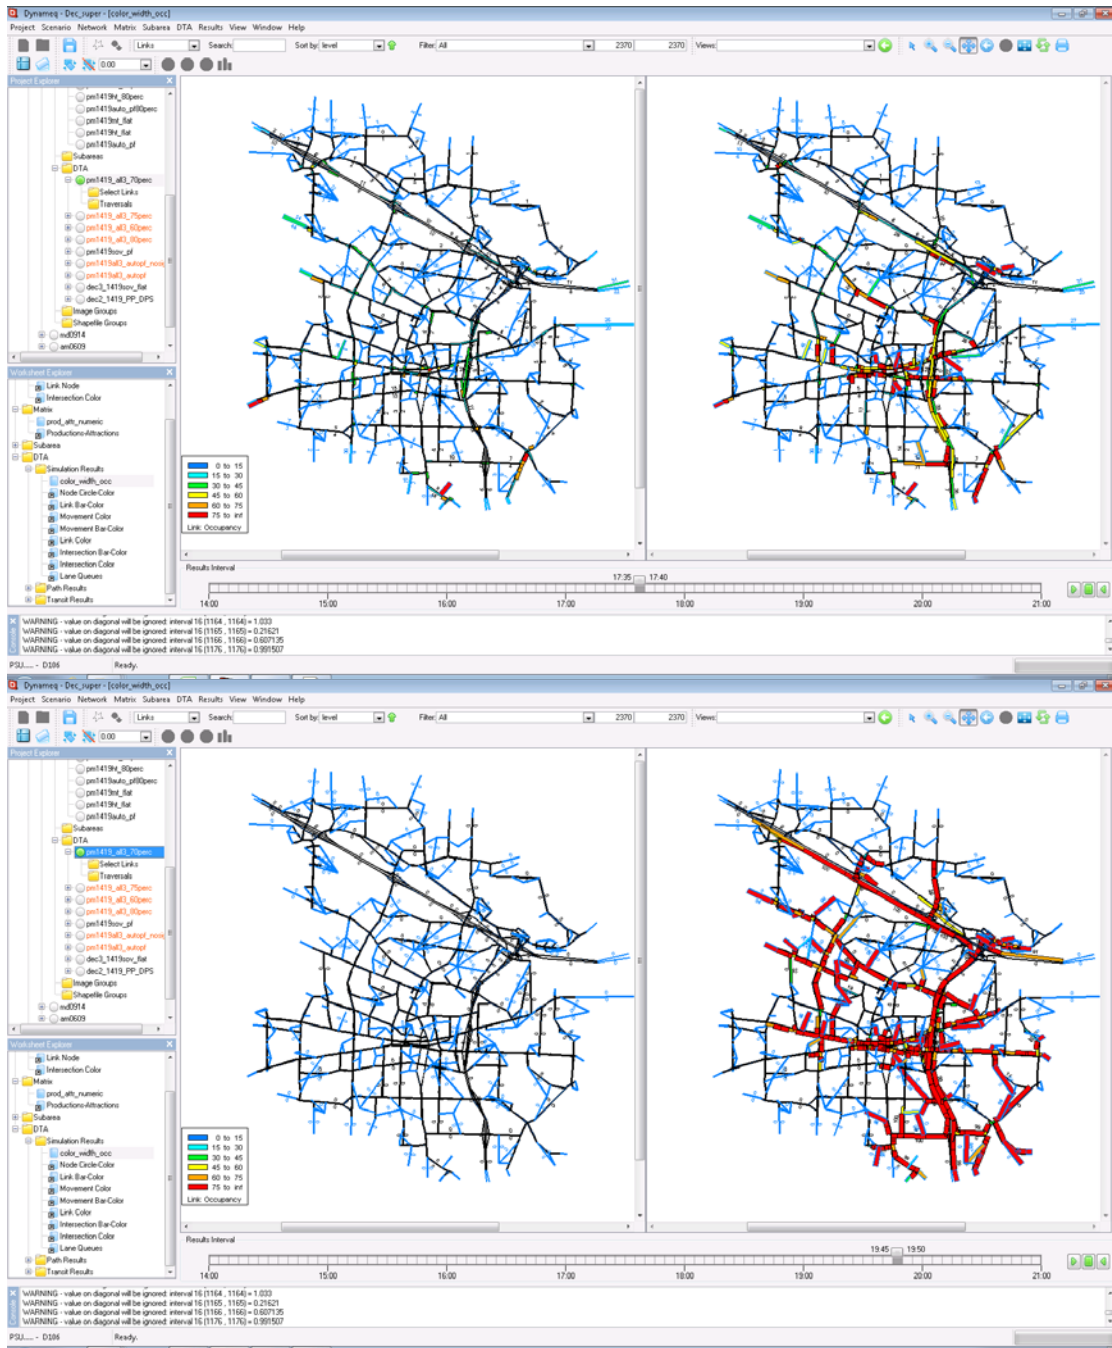 Dynameq - Dec_super - [color_width_occ]
Project Scenario Network Matrix Subarea DTA Results View Window Help
Links Search: Sort by: level Filter: All 2370 2370 Views:
0.00
Project Explorer
pm1419ht_80perc
pm1419auto_pf80perc
pm1419mt_flat
pm1419ht_flat
pm1419auto_pf
Subareas
DTA
pm1419_all3_70perc
Select Links
Traversals
pm1419_all3_75perc
pm1419_all3_60perc
pm1419_all3_80perc
pm1419sov_pf
pm1419all3_autopf_nosig
pm1419all3_autopf
dec3_1419sov_flat
dec2_1419_PP_DPS
Image Groups
Shapefile Groups
md0914
am0609
Worksheet Explorer
Link Node
Intersection Color
Matrix
prod_attr_numeric
Productions-Attractions
Subarea
DTA
Simulation Results
color_width_occ
Node Circle-Color
Link Bar-Color
Movement Bar-Color
Movement Color
Link Color
Intersection Bar-Color
Intersection Color
Lane Queues
Path Results
Transit Results
0 to 15
15 to 30
30 to 45
45 to 60
60 to 75
75 to inf
Link: Occupancy
Results Interval
17:35 17:40
14:00 15:00 16:00 17:00 18:00 19:00 20:00 21:00
WARNING - value on diagonal will be ignored: interval 16 (1164 , 1164) = 1.033
WARNING - value on diagonal will be ignored: interval 16 (1165 , 1165) = 0.21621
WARNING - value on diagonal will be ignored: interval 16 (1166 , 1166) = 0.607135
WARNING - value on diagonal will be ignored: interval 16 (1176 , 1176) = 0.991507
PSU..... - D106 Ready.
Dynameq - Dec_super - [color_width_occ]
Project Scenario Network Matrix Subarea DTA Results View Window Help
Links Search: Sort by: level Filter: All 2370 2370 Views:
0.00
Project Explorer
pm1419ht_80perc
pm1419auto_pf80perc
pm1419mt_flat
pm1419ht_flat
pm1419auto_pf
Subareas
DTA
pm1419_all3_70perc
Select Links
Traversals
pm1419_all3_75perc
pm1419_all3_60perc
pm1419_all3_80perc
pm1419sov_pf
pm1419all3_autopf_nosig
pm1419all3_autopf
dec3_1419sov_flat
dec2_1419_PP_DPS
Image Groups
Shapefile Groups
md0914
am0609
Worksheet Explorer
Link Node
Intersection Color
Matrix
prod_attr_numeric
Productions-Attractions
Subarea
DTA
Simulation Results
color_width_occ
Node Circle-Color
Link Bar-Color
Movement Color
Movement Bar-Color
Link Color
Intersection Bar-Color
Intersection Color
Lane Queues
Path Results
Transit Results
0 to 15
15 to 30
30 to 45
45 to 60
60 to 75
75 to inf
Link: Occupancy
Results Interval
19:45 19:50
14:00 15:00 16:00 17:00 18:00 19:00 20:00 21:00
WARNING - value on diagonal will be ignored: interval 16 (1164 , 1164) = 1.033
WARNING - value on diagonal will be ignored: interval 16 (1165 , 1165) = 0.21621
WARNING - value on diagonal will be ignored: interval 16 (1166 , 1166) = 0.607135
WARNING - value on diagonal will be ignored: interval 16 (1176 , 1176) = 0.991507
PSU..... - D106 Ready.